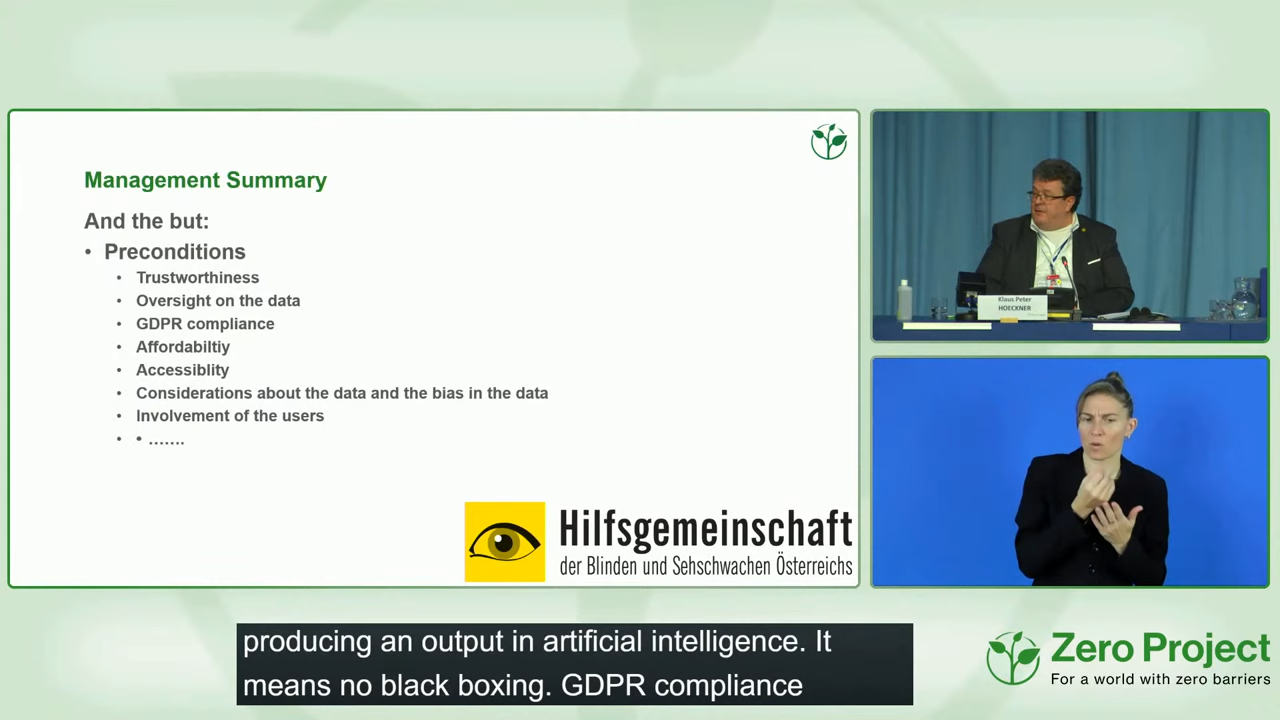 Management Summary
And the but:
• Preconditions
• Trustworthiness
• Oversight on the data
• GDPR compliance
• Affordabiltiy
• Accessiblity
• Considerations about the data and the bias in the data
• Involvement of the users
• • .......
Hilfsgemeinschaft
der Blinden und Sehschwachen Österreichs
Klaus Peter
HOECKNER
producing an output in artificial intelligence. It
means no black boxing. GDPR compliance
Zero Project
For a world with zero barriers